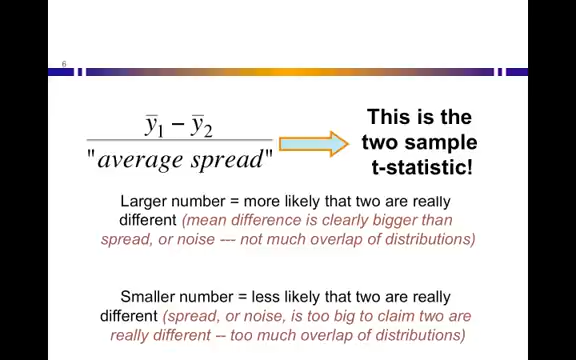 6
ȳ₁ − ȳ₂
"average spread"
This is the
two sample
t-statistic!
Larger number = more likely that two are really
different (mean difference is clearly bigger than
spread, or noise --- not much overlap of distributions)
Smaller number = less likely that two are really
different (spread, or noise, is too big to claim two are
really different -- too much overlap of distributions)